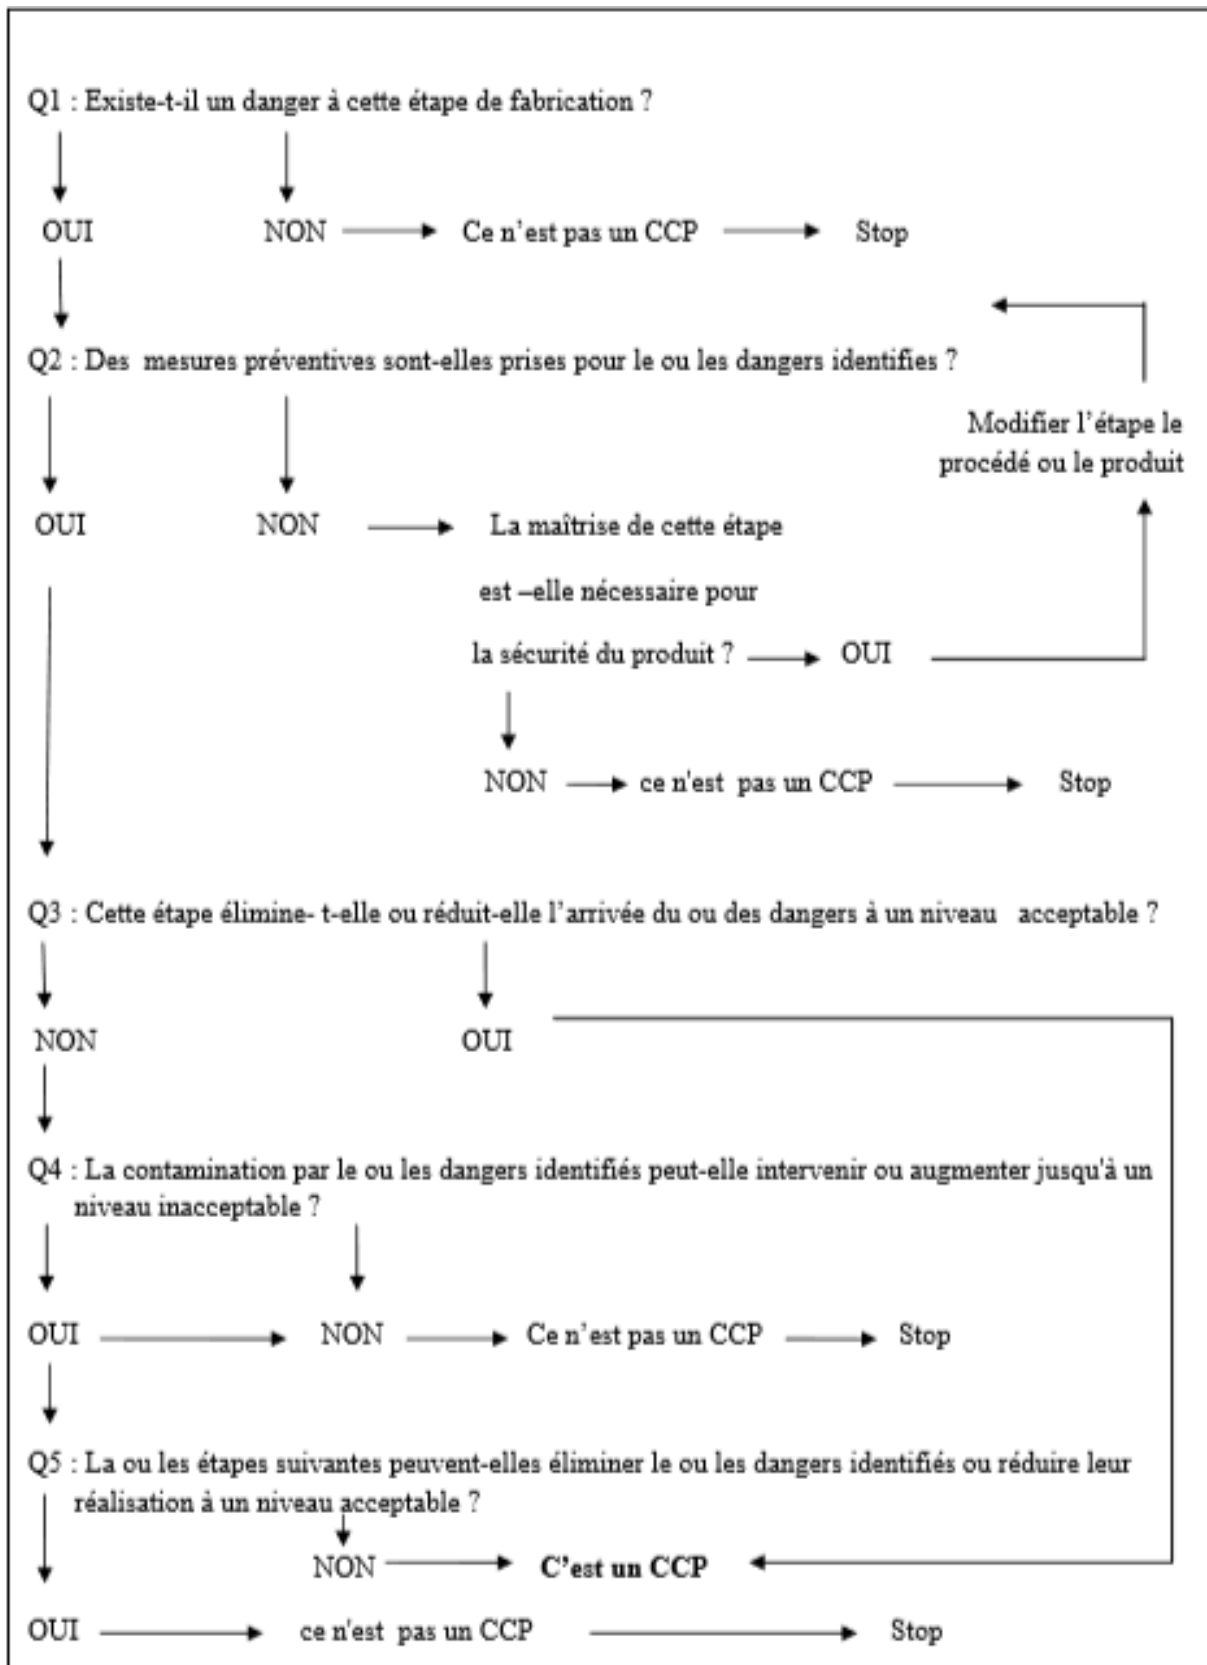 Q1 : Existe-t-il un danger à cette étape de fabrication ?
OUI NON Ce n’est pas un CCP Stop
Q2 : Des mesures préventives sont-elles prises pour le ou les dangers identifies ?
Modifier l’étape le
procédé ou le produit
OUI NON La maîtrise de cette étape
est –elle nécessaire pour
la sécurité du produit ? OUI
NON ce n'est pas un CCP Stop
Q3 : Cette étape élimine- t-elle ou réduit-elle l’arrivée du ou des dangers à un niveau acceptable ?
NON OUI
Q4 : La contamination par le ou les dangers identifiés peut-elle intervenir ou augmenter jusqu'à un
niveau inacceptable ?
OUI NON Ce n’est pas un CCP Stop
Q5 : La ou les étapes suivantes peuvent-elles éliminer le ou les dangers identifiés ou réduire leur
réalisation à un niveau acceptable ?
NON C’est un CCP
OUI ce n'est pas un CCP Stop